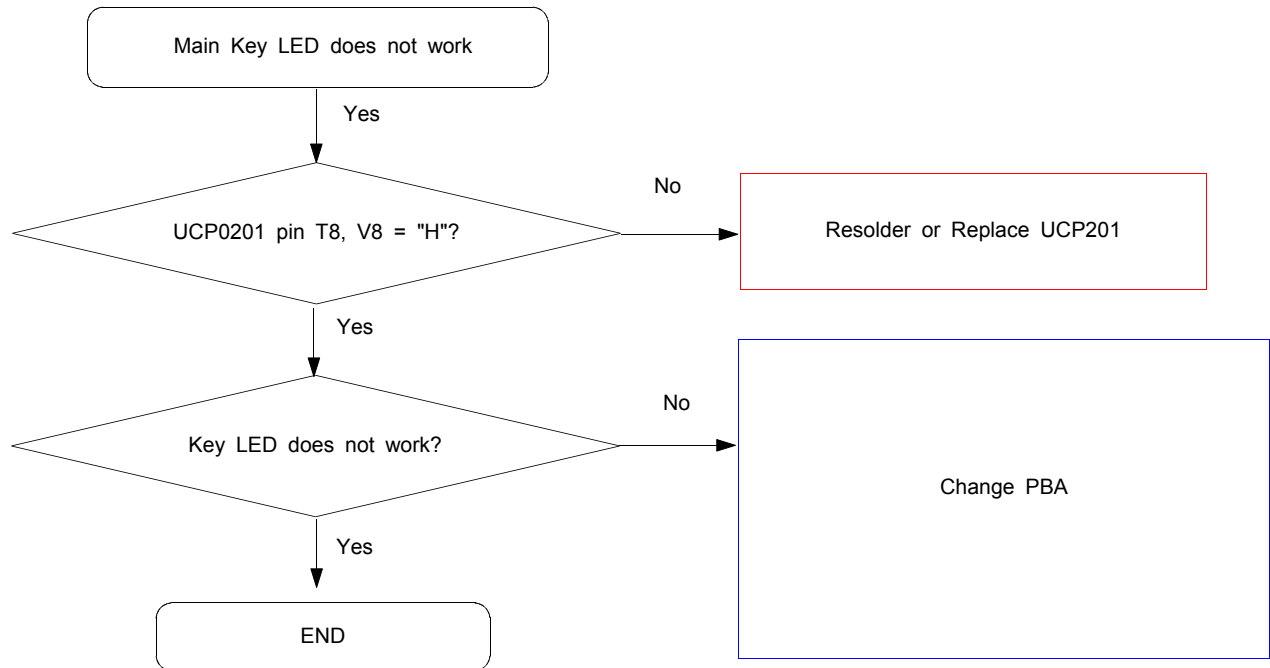 Main Key LED does not work
Yes
UCP0201 pin T8, V8 = "H"?
No
Resolder or Replace UCP201
Yes
Key LED does not work?
No
Change PBA
Yes
END